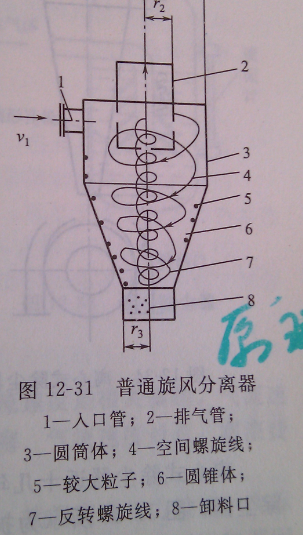 r₂
1
2
v₁
3
4
5
6
7
8
r₃
图 12-31 普通旋风分离器
1—入口管；2—排气管；
3—圆筒体；4—空间螺旋线；
5—较大粒子；6—圆锥体；
7—反转螺旋线；8—卸料口